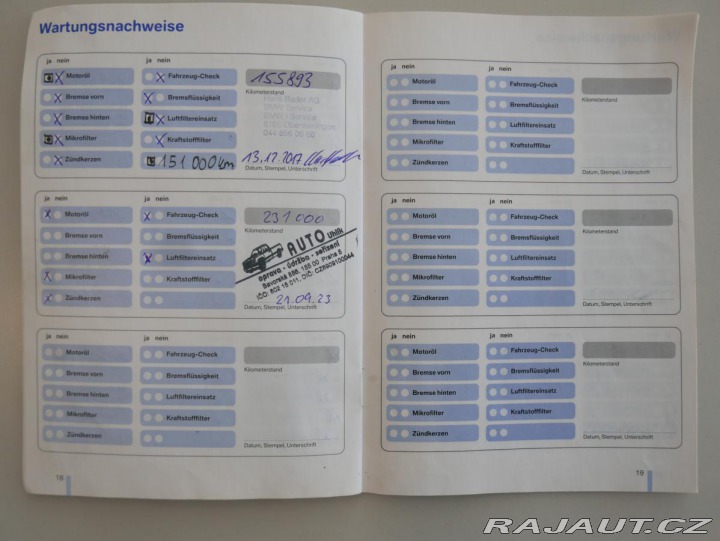 Wartungsnachweise
ja nein ja nein
Motoröl Fahrzeug-Check 155893
Kilometerstand
Bremse vorn Bremsflüssigkeit
Bremse hinten Luftfiltereinsatz
Mikrofilter Kraftstofffilter
Zündkerzen 151 000 km 13.12.2017
Datum, Stempel, Unterschrift
ja nein ja nein
Motoröl Fahrzeug-Check 231 000
Bremse vorn Bremsflüssigkeit
AUTO Uhlík
Bremse hinten Luftfiltereinsatz
oprava - údržba - seřízení
Mikrofilter Kraftstofffilter
Zündkerzen 21.09.23
Datum, Stempel, Unterschrift
ja nein ja nein
Motoröl Fahrzeug-Check
Kilometerstand
Bremse vorn Bremsflüssigkeit
Bremse hinten Luftfiltereinsatz
Mikrofilter Kraftstofffilter
Zündkerzen
Datum, Stempel, Unterschrift
18
ja nein ja nein
Motoröl Fahrzeug-Check
Kilometerstand
Bremse vorn Bremsflüssigkeit
Bremse hinten Luftfiltereinsatz
Mikrofilter Kraftstofffilter
Zündkerzen
Datum, Stempel, Unterschrift
ja nein ja nein
Motoröl Fahrzeug-Check
Kilometerstand
Bremse vorn Bremsflüssigkeit
Bremse hinten Luftfiltereinsatz
Mikrofilter Kraftstofffilter
Zündkerzen
Datum, Stempel, Unterschrift
ja nein ja nein
Motoröl Fahrzeug-Check
Kilometerstand
Bremse vorn Bremsflüssigkeit
Bremse hinten Luftfiltereinsatz
Mikrofilter Kraftstofffilter
Zündkerzen
Datum, Stempel, Unterschrift
19
RAJAUT.CZ